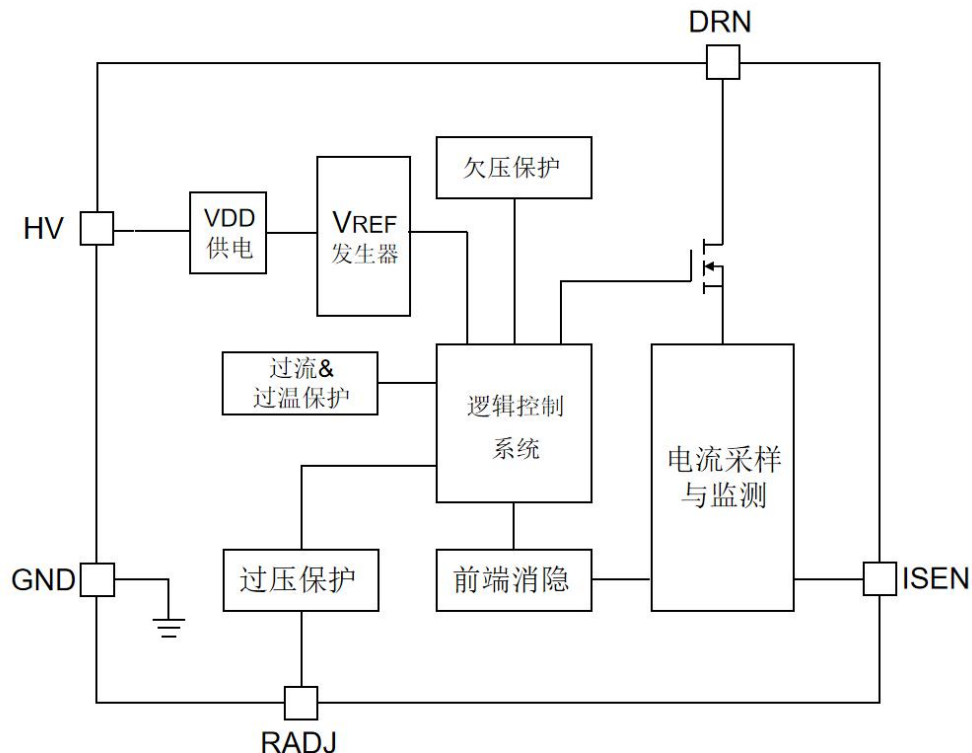 DRN
欠压保护
HV
VDD
供电
VREF
发生器
过流&
过温保护
逻辑控制
系统
电流采样
与监测
GND
过压保护
前端消隐
ISEN
RADJ